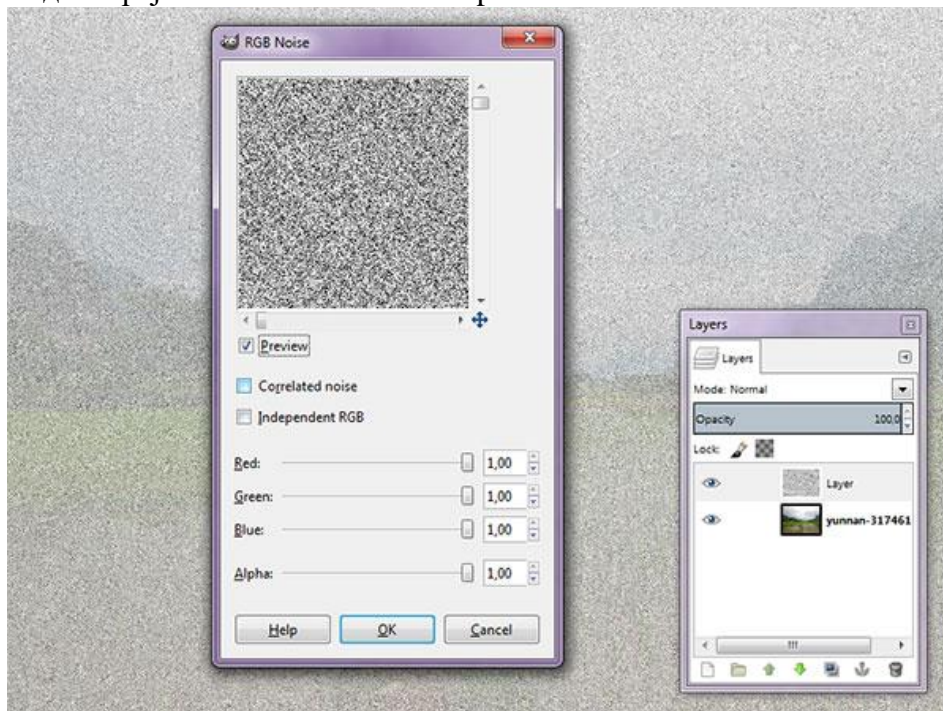 RGB Noise
Preview
Correlated noise
Independent RGB
Red: 1,00
Green: 1,00
Blue: 1,00
Alpha: 1,00
Help OK Cancel
Layers
Layers
Mode: Normal
Opacity 100,0
Lock:
Layer
yunnan-317461